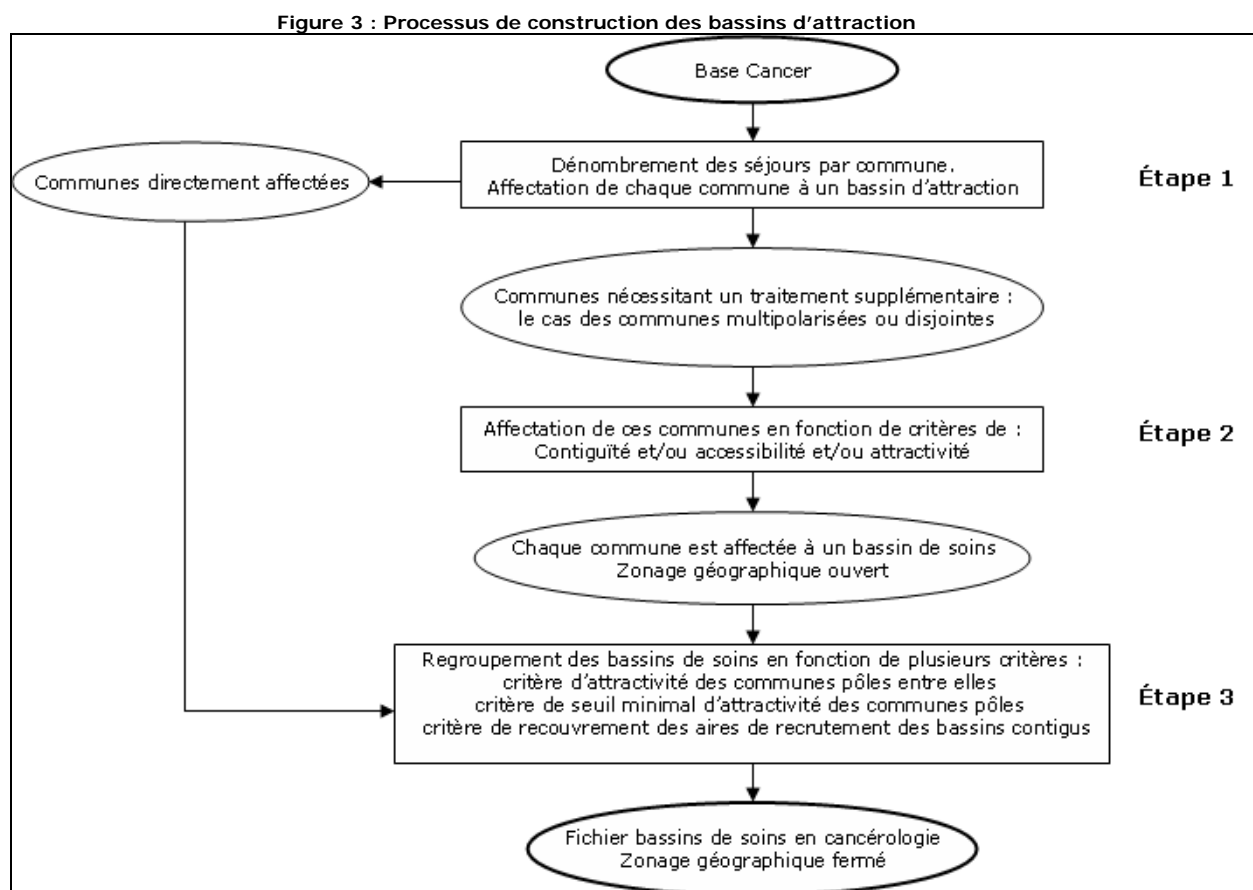 Figure 3 : Processus de construction des bassins d'attraction
Base Cancer
Dénombrement des séjours par commune.
Affectation de chaque commune à un bassin d'attraction
Étape 1
Communes directement affectées
Communes nécessitant un traitement supplémentaire :
le cas des communes multipolarisées ou disjointes
Affectation de ces communes en fonction de critères de :
Contiguïté et/ou accessibilité et/ou attractivité
Étape 2
Chaque commune est affectée à un bassin de soins
Zonage géographique ouvert
Regroupement des bassins de soins en fonction de plusieurs critères :
critère d'attractivité des communes pôles entre elles
critère de seuil minimal d'attractivité des communes pôles
critère de recouvrement des aires de recrutement des bassins contigus
Étape 3
Fichier bassins de soins en cancérologie
Zonage géographique fermé